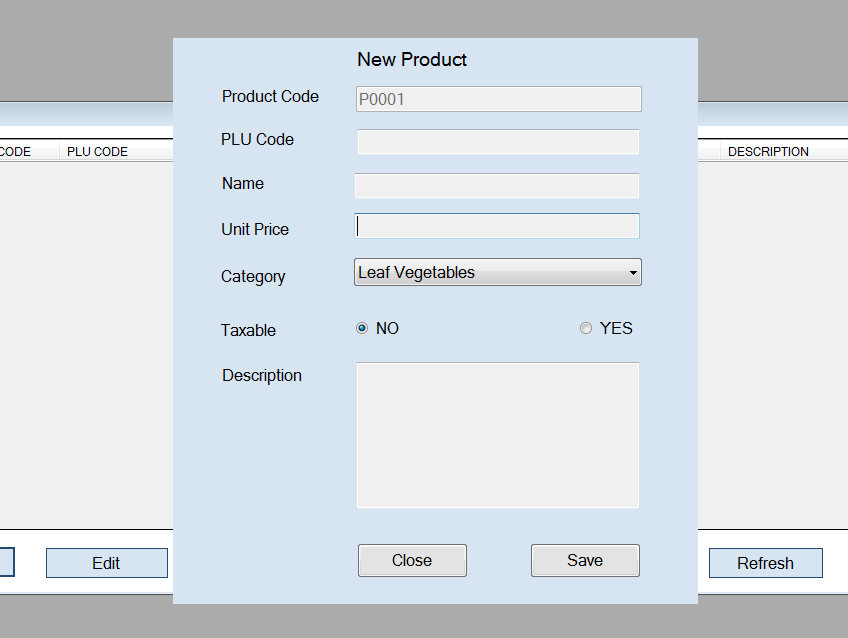 New Product
Product Code P0001
CODE PLU CODE
PLU Code
DESCRIPTION
Name
Unit Price
Category Leaf Vegetables
Taxable NO YES
Description
Edit
Close Save
Refresh